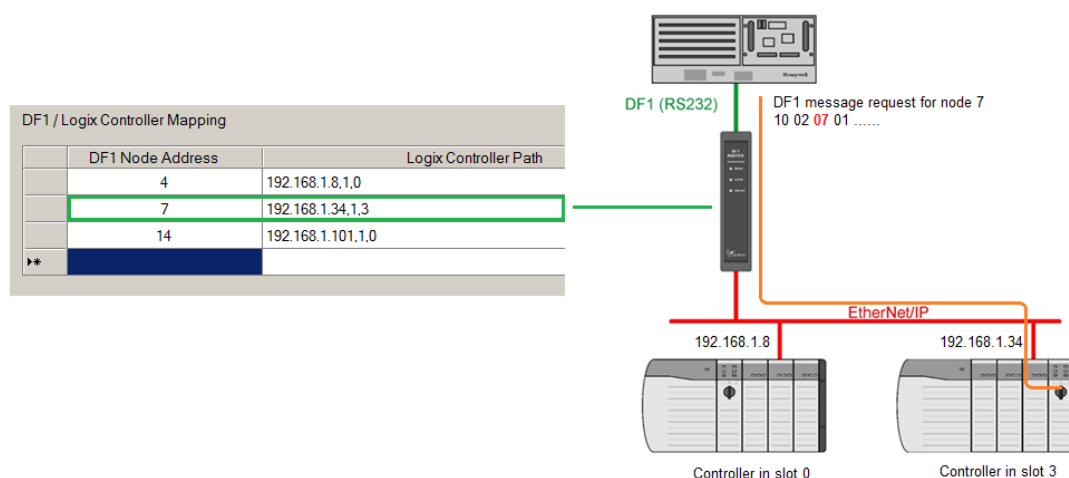 DF1 / Logix Controller Mapping
DF1 Node Address Logix Controller Path
4 192.168.1.8,1,0
7 192.168.1.34,1,3
14 192.168.1.101,1,0
Honeywell
DF1 (RS232)
DF1 message request for node 7
10 02 07 01 ......
DF1
ROUTER
EtherNet/IP
192.168.1.8
192.168.1.34
Controller in slot 0
Controller in slot 3